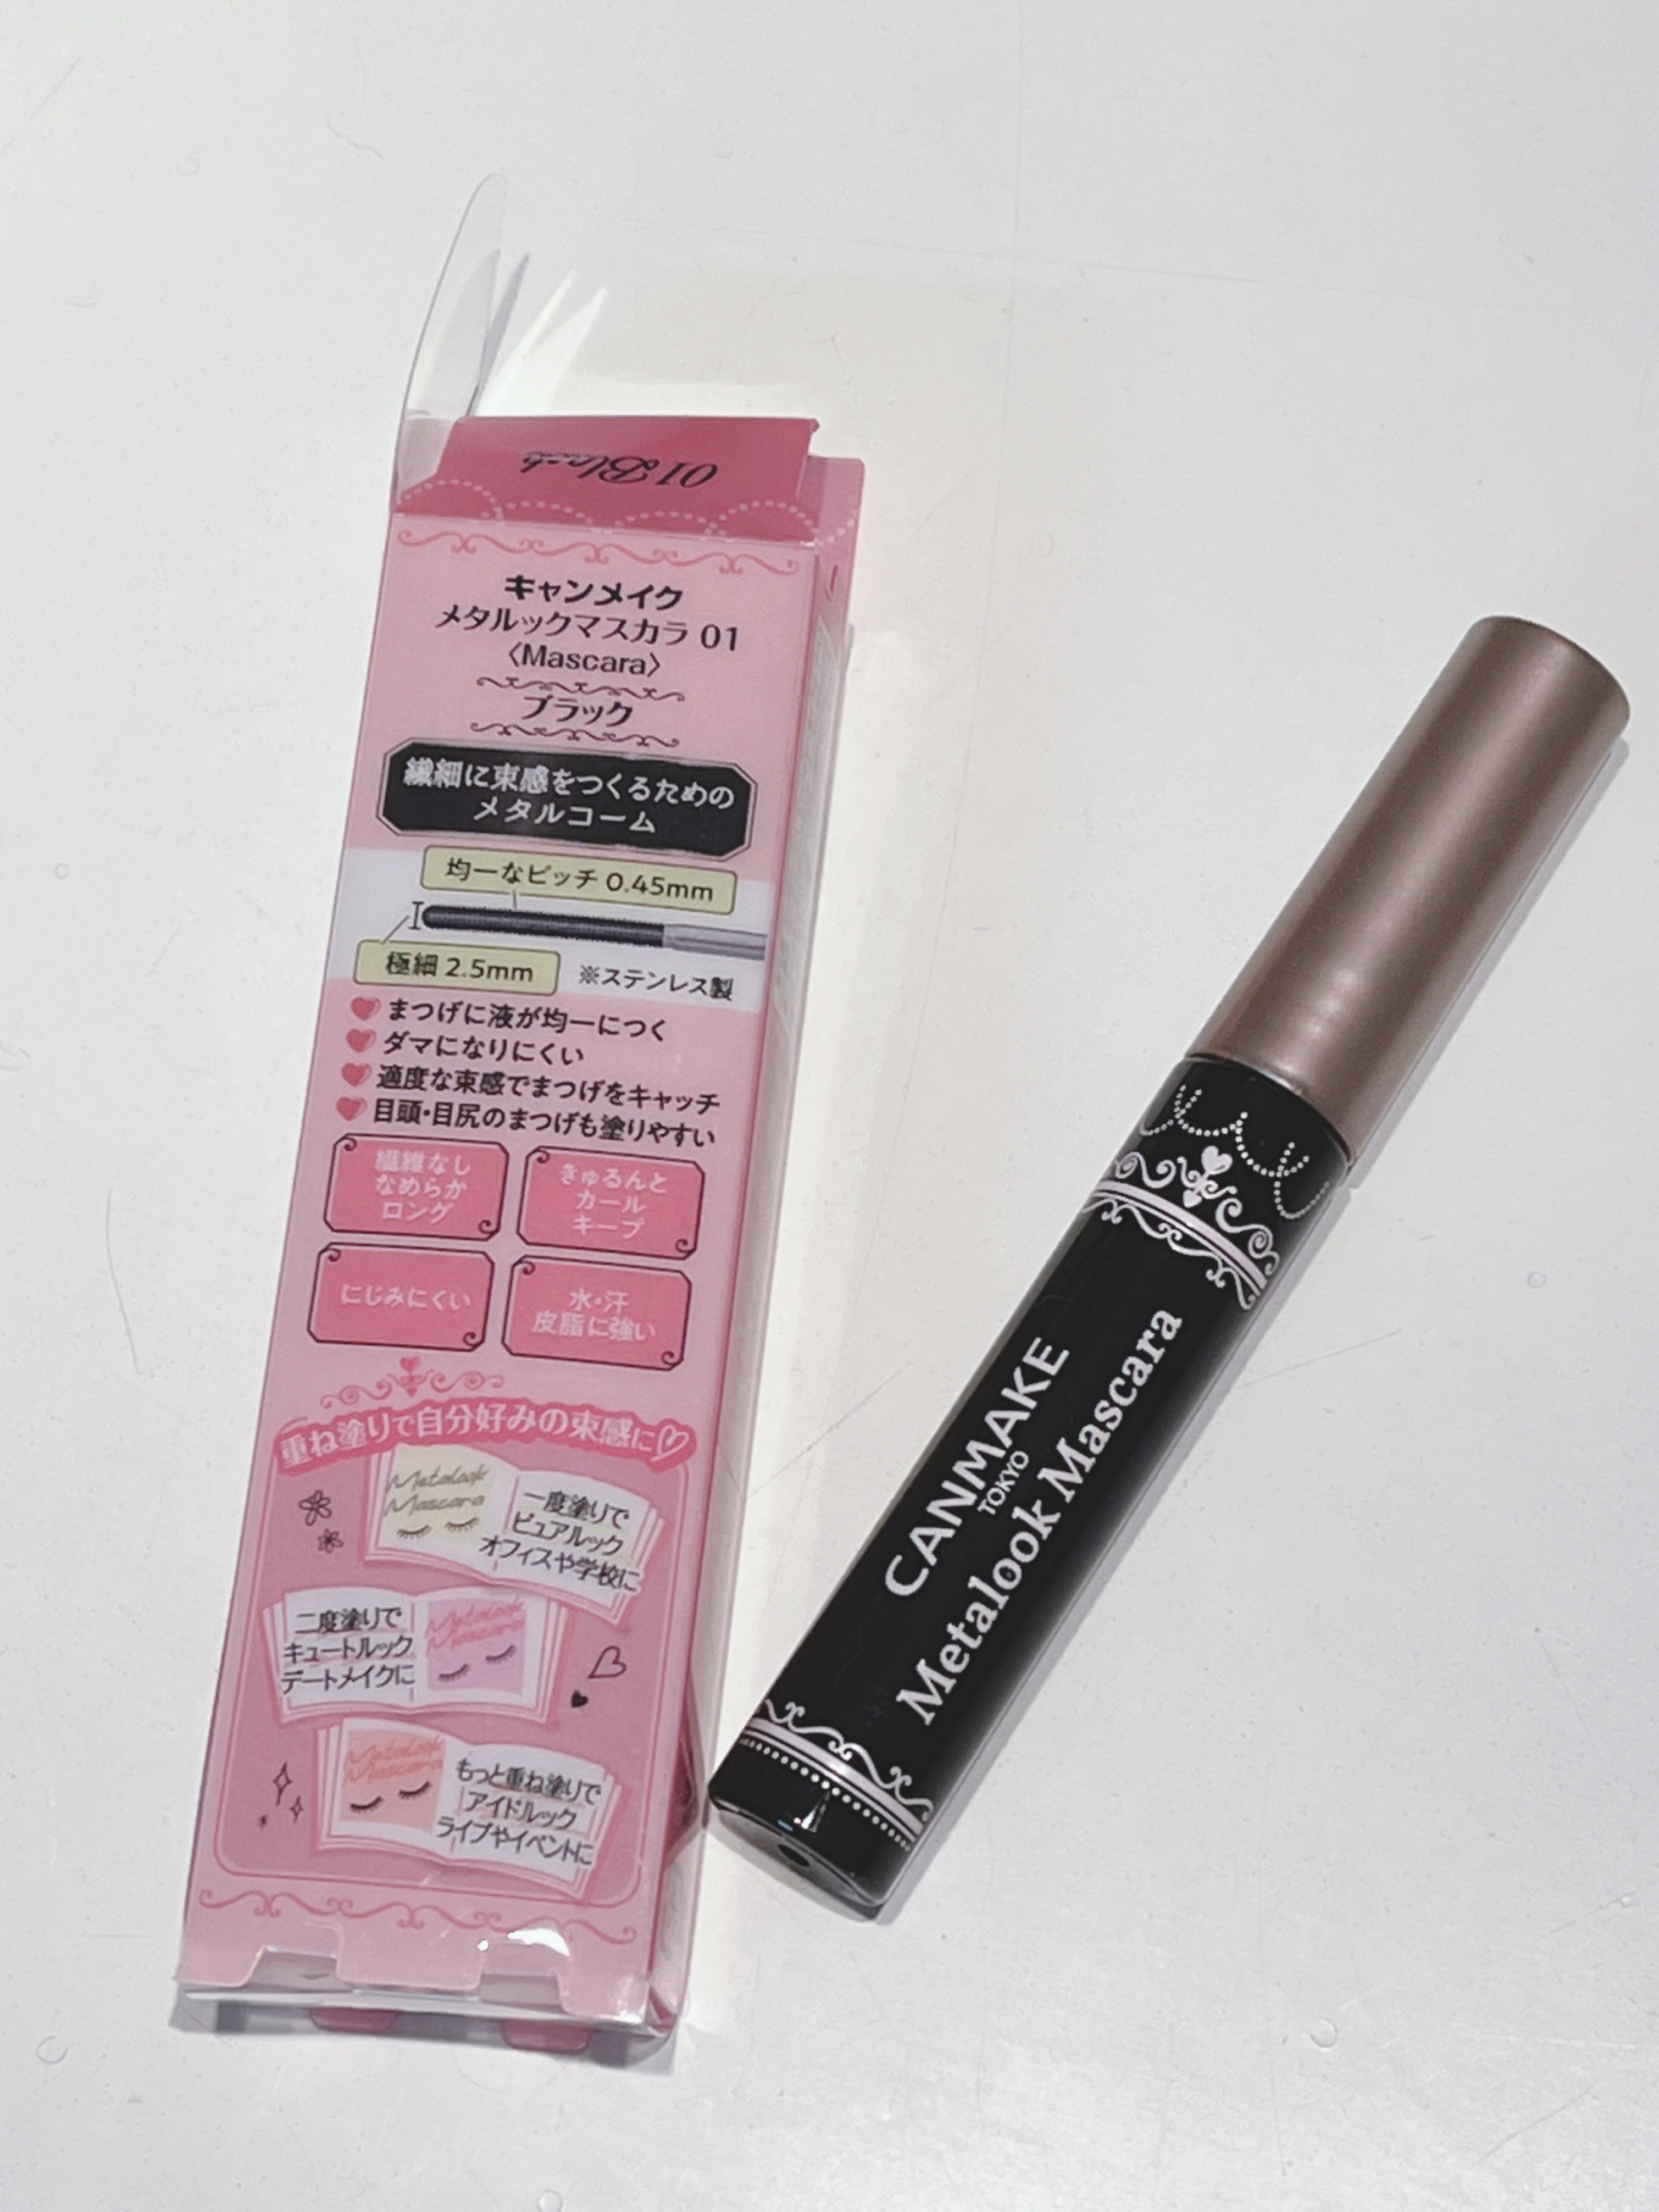 01 Black
キャンメイク
メタルックマスカラ 01
〈Mascara〉
ブラック
繊細に束感をつくるための
メタルコーム
均一なピッチ 0.45mm
極細 2.5mm
※ステンレス製
まつげに液が均一につく
ダマになりにくい
適度な束感でまつげをキャッチ
目頭・目尻のまつげも塗りやすい
繊維なし
なめらか
ロング
きゅるんと
カール
キープ
にじみにくい
水・汗
皮脂に強い
重ね塗りで自分好みの束感に♡
Metalook
Mascara
一度塗りで
ピュアルック
オフィスや学校に
二度塗りで
キュートルック
デートメイクに
Metalook
Mascara
Metalook
Mascara
もっと重ね塗りで
アイドルック
ライブやイベントに
CANMAKE
TOKYO
Metalook Mascara